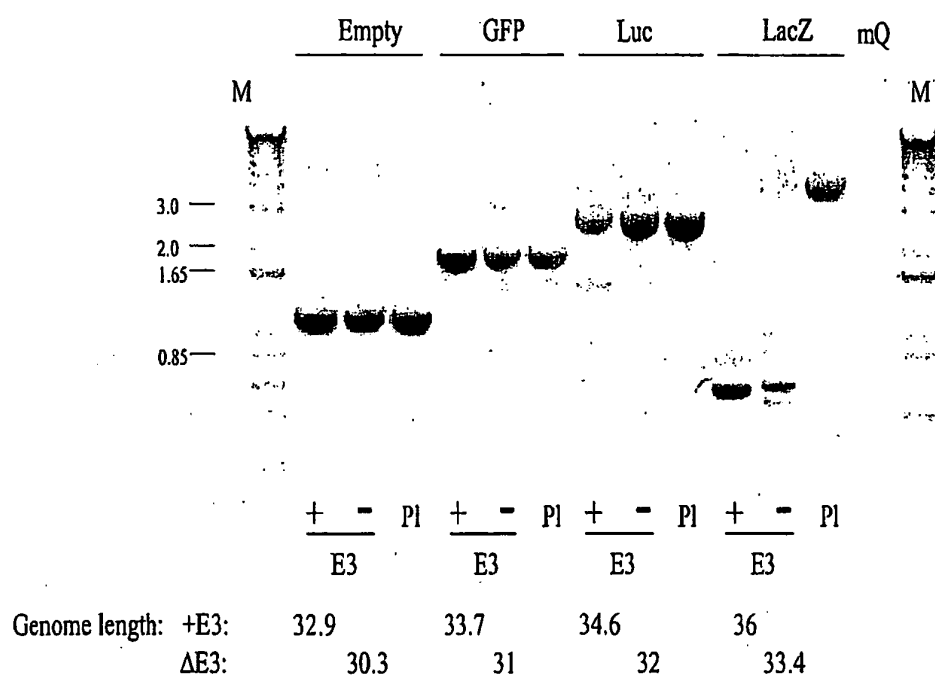 Empty GFP Luc LacZ mQ
M M
3.0
2.0
1.65
0.85
+ - Pl + - Pl + - Pl + - Pl
E3 E3 E3 E3
Genome length: +E3: 32.9 33.7 34.6 36
ΔE3: 30.3 31 32 33.4